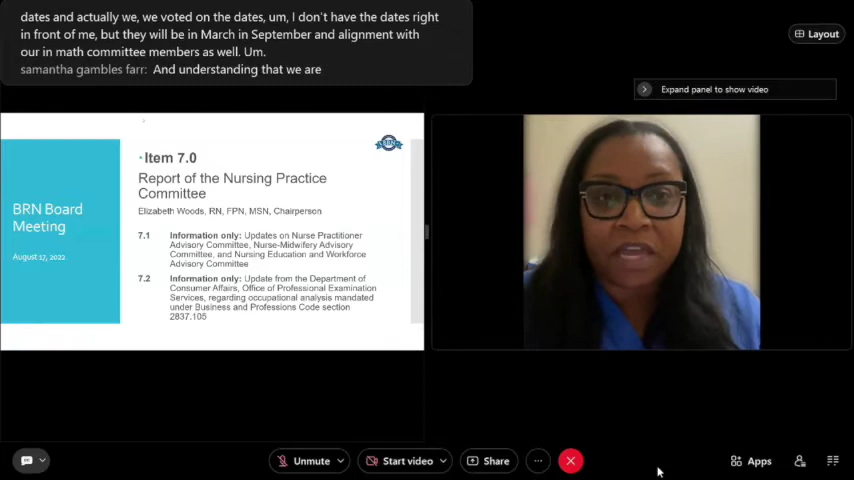 dates and actually we, we voted on the dates, um, I don't have the dates right
in front of me, but they will be in March in September and alignment with
our in math committee members as well. Um.
samantha gambles farr: And understanding that we are
Layout
Expand panel to show video
BRN
BRN Board
Meeting
August 17, 2022
•Item 7.0
Report of the Nursing Practice
Committee
Elizabeth Woods, RN, FPN, MSN, Chairperson
7.1 Information only: Updates on Nurse Practitioner
Advisory Committee, Nurse-Midwifery Advisory
Committee, and Nursing Education and Workforce
Advisory Committee
7.2 Information only: Update from the Department of
Consumer Affairs, Office of Professional Examination
Services, regarding occupational analysis mandated
under Business and Professions Code section
2837.105
Unmute
Start video
Share
Apps